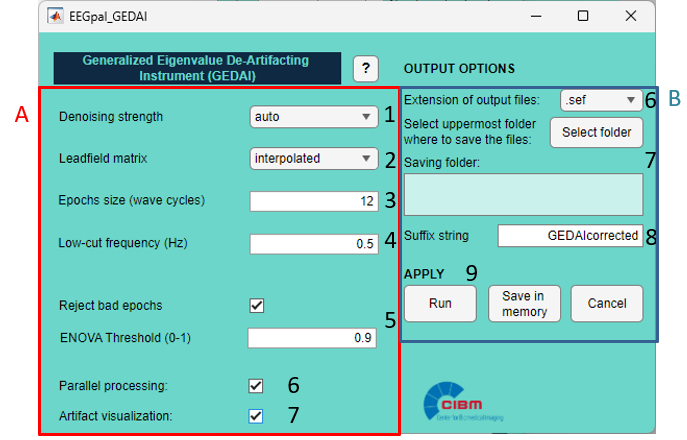 EEGpal_GEDAI
Generalized Eigenvalue De-Artifacting
Instrument (GEDAI)
?
A
Denoising strength
auto
1
Leadfield matrix
interpolated
2
Epochs size (wave cycles)
12
3
Low-cut frequency (Hz)
0.5
4
Reject bad epochs
ENOVA Threshold (0-1)
0.9
5
Parallel processing:
6
Artifact visualization:
7
OUTPUT OPTIONS
B
Extension of output files:
.sef
6
Select uppermost folder
where to save the files:
Select folder
Saving folder:
7
Suffix string
GEDAIcorrected
8
APPLY
9
Run
Save in
memory
Cancel
CIBM
Center for Biomedical Imaging